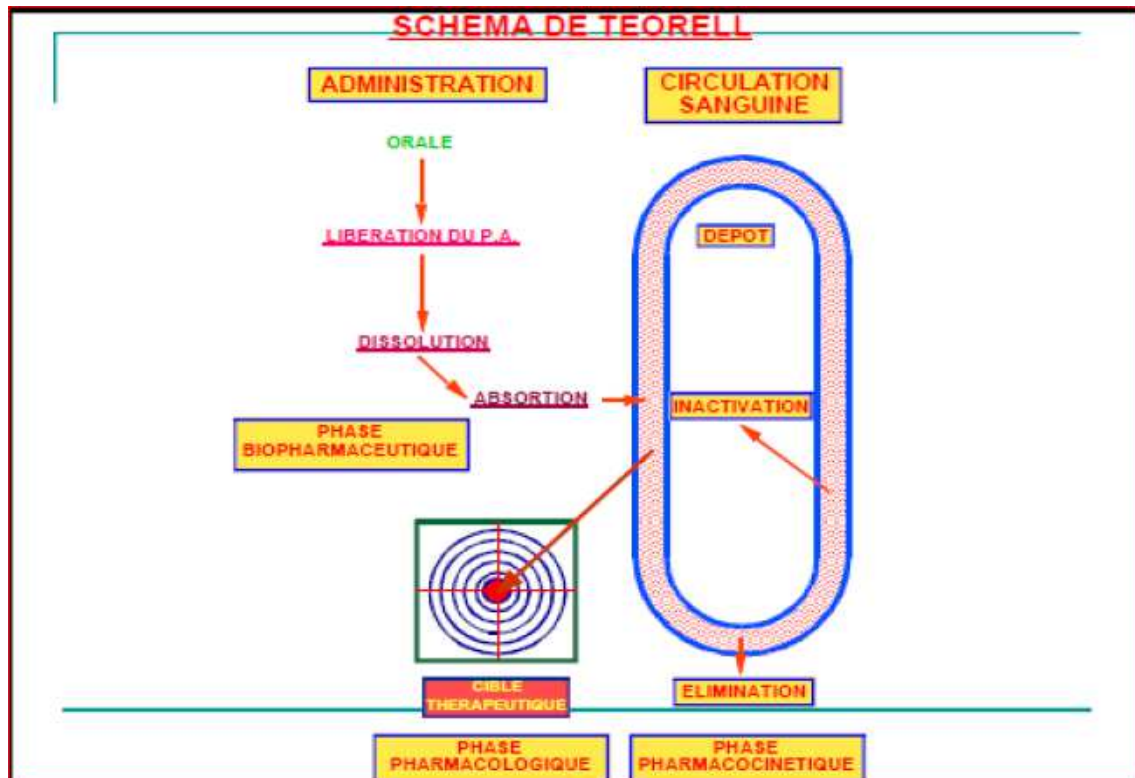 SCHEMA DE TEORELL
ADMINISTRATION
CIRCULATION
SANGUINE
ORALE
LIBERATION DU P.A.
DEPOT
DISSOLUTION
ABSORTION
INACTIVATION
PHASE
BIOPHARMACEUTIQUE
CIBLE
THERAPEUTIQUE
ELIMINATION
PHASE
PHARMACOLOGIQUE
PHASE
PHARMACOCINETIQUE